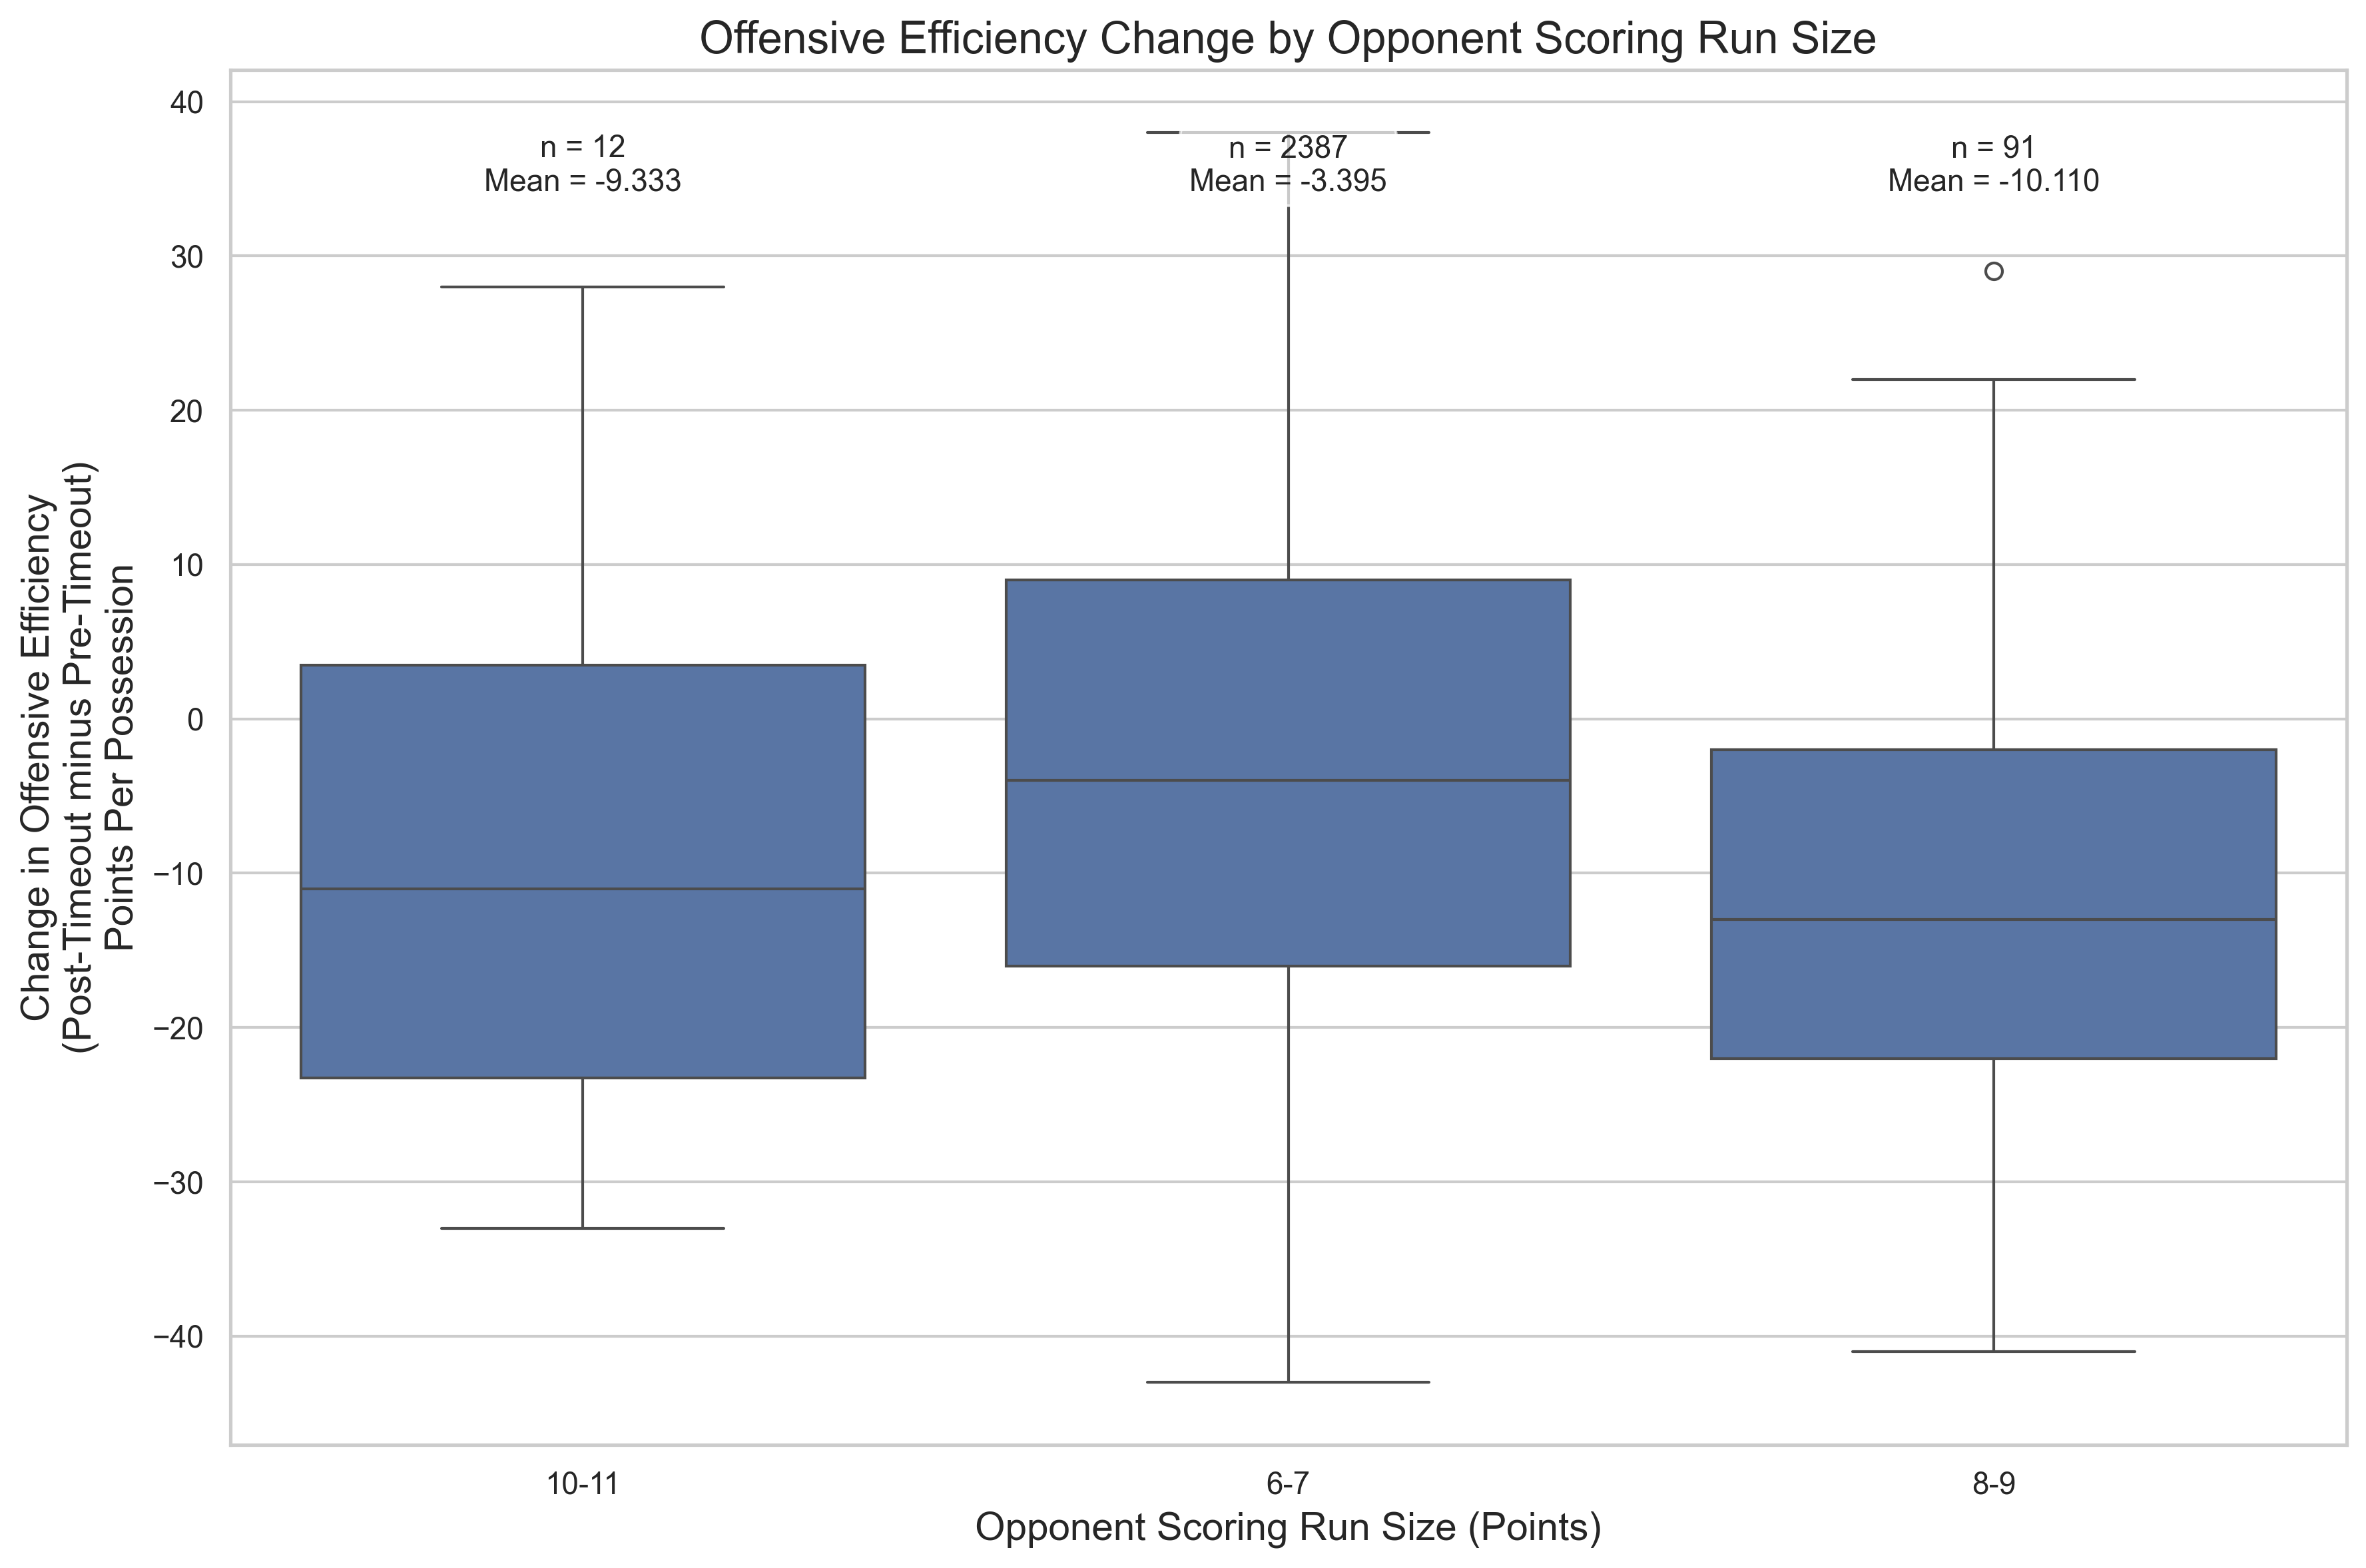 Offensive Efficiency Change by Opponent Scoring Run Size
Change in Offensive Efficiency
(Post-Timeout minus Pre-Timeout)
Points Per Possession
40
30
20
10
0
−10
−20
−30
−40
n = 12
Mean = -9.333
n = 2387
Mean = -3.395
n = 91
Mean = -10.110
10-11
6-7
8-9
Opponent Scoring Run Size (Points)